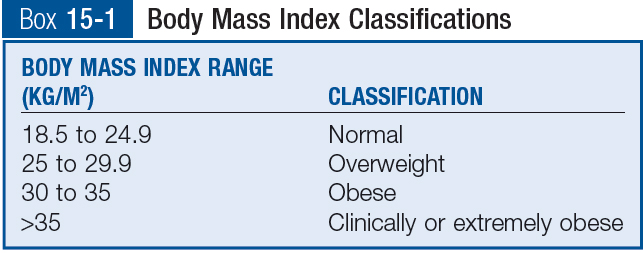 Box 15-1 Body Mass Index Classifications
BODY MASS INDEX RANGE
(KG/M²) CLASSIFICATION
18.5 to 24.9 Normal
25 to 29.9 Overweight
30 to 35 Obese
>35 Clinically or extremely obese